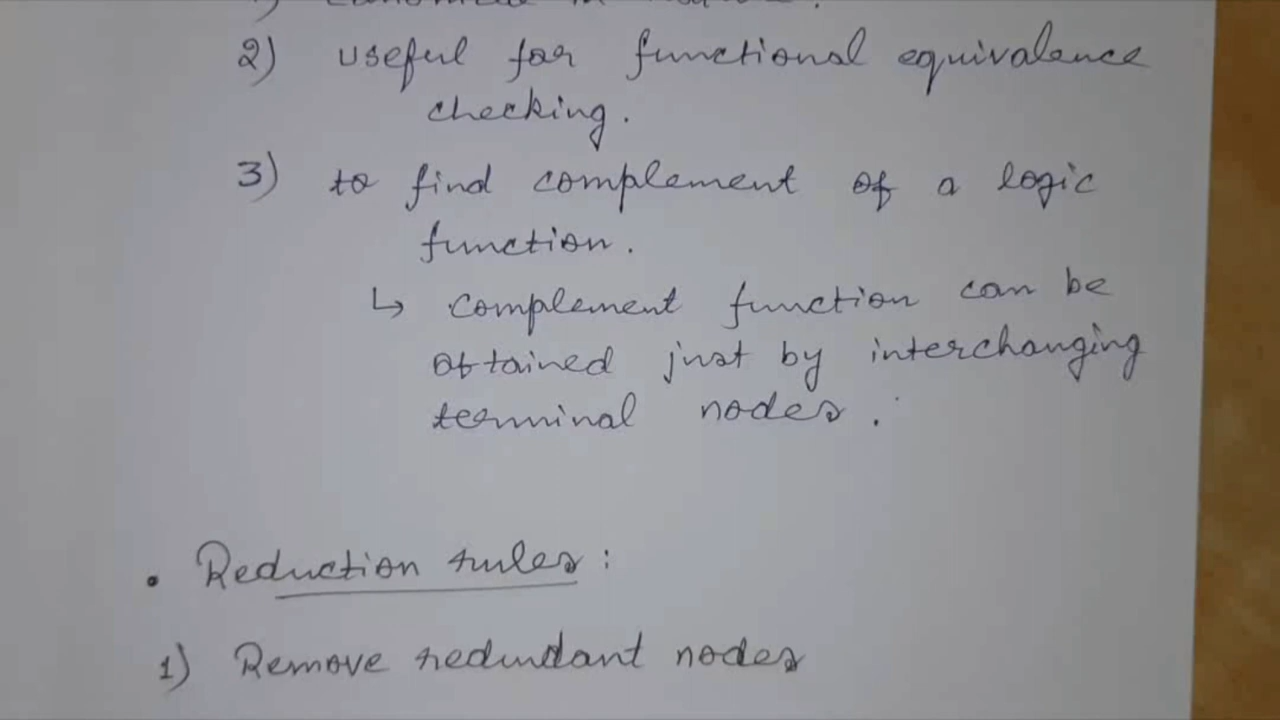 2) useful for functional equivalence
checking.
3) to find complement of a logic
function.
↳ complement function can be
obtained just by interchanging
terminal nodes.
• Reduction rules:
1) Remove redundant nodes